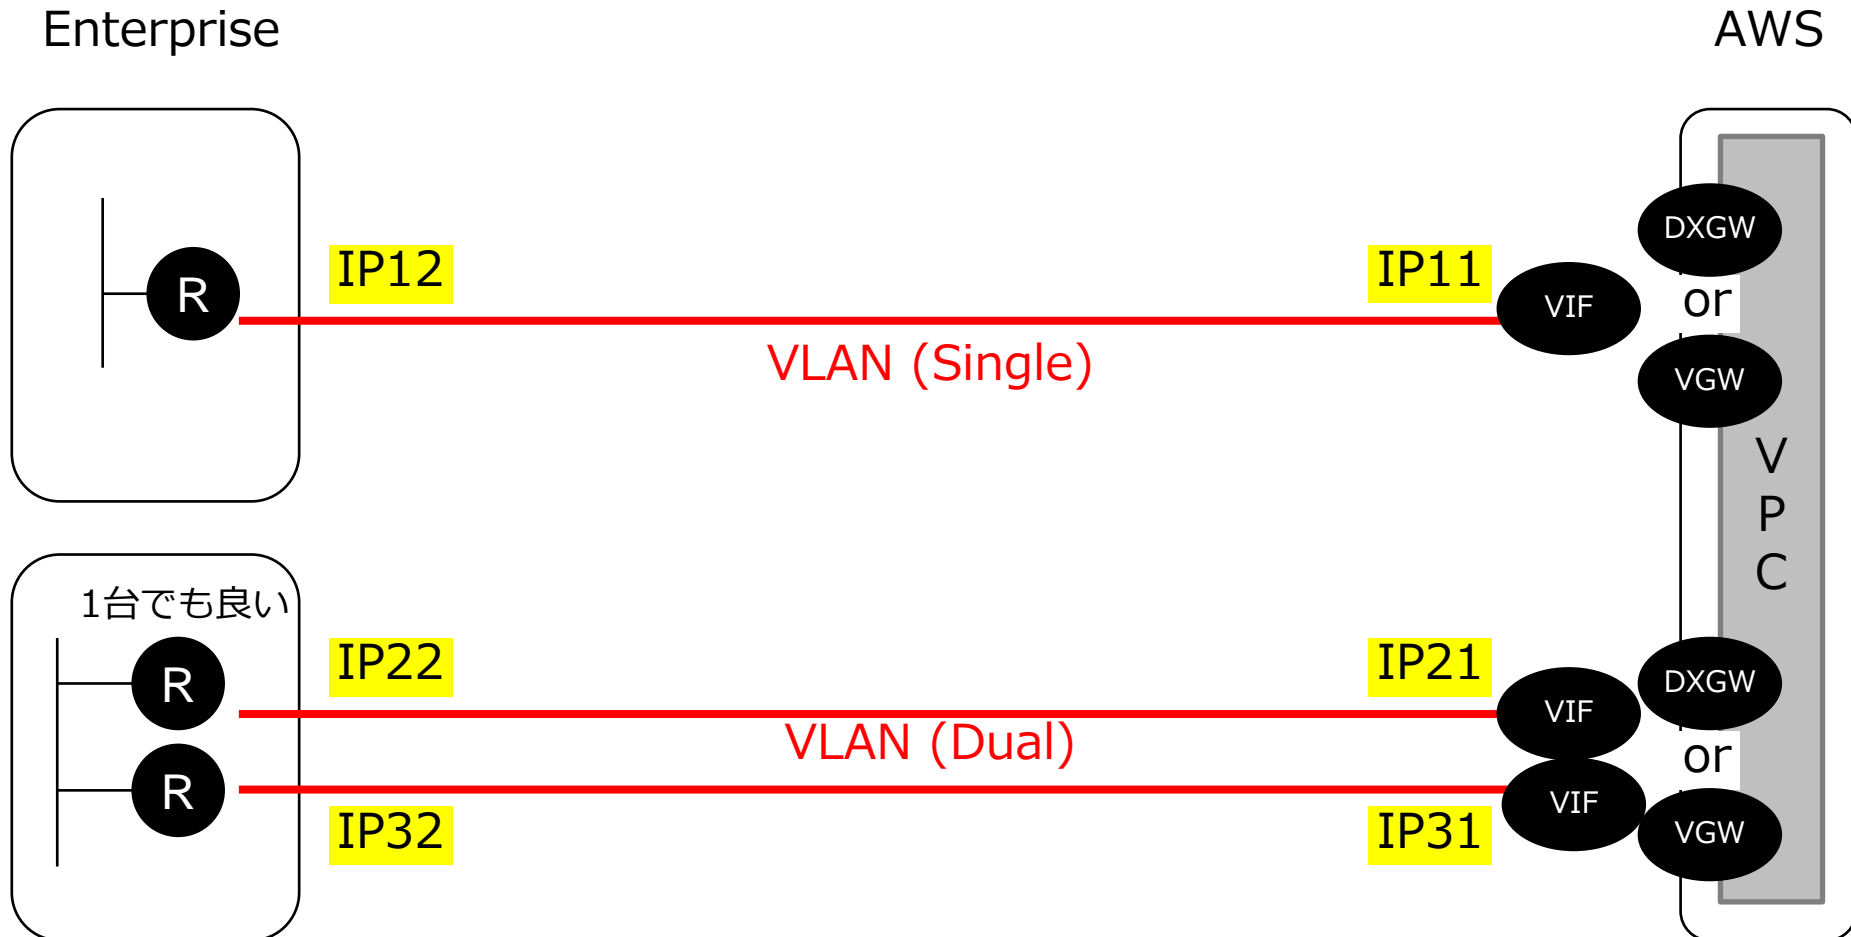 Enterprise
AWS
R
IP12
IP11
VLAN (Single)
VIF
DXGW
or
VGW
V
P
C
1台でも良い
R
R
IP22
IP21
VLAN (Dual)
IP32
IP31
VIF
VIF
DXGW
or
VGW